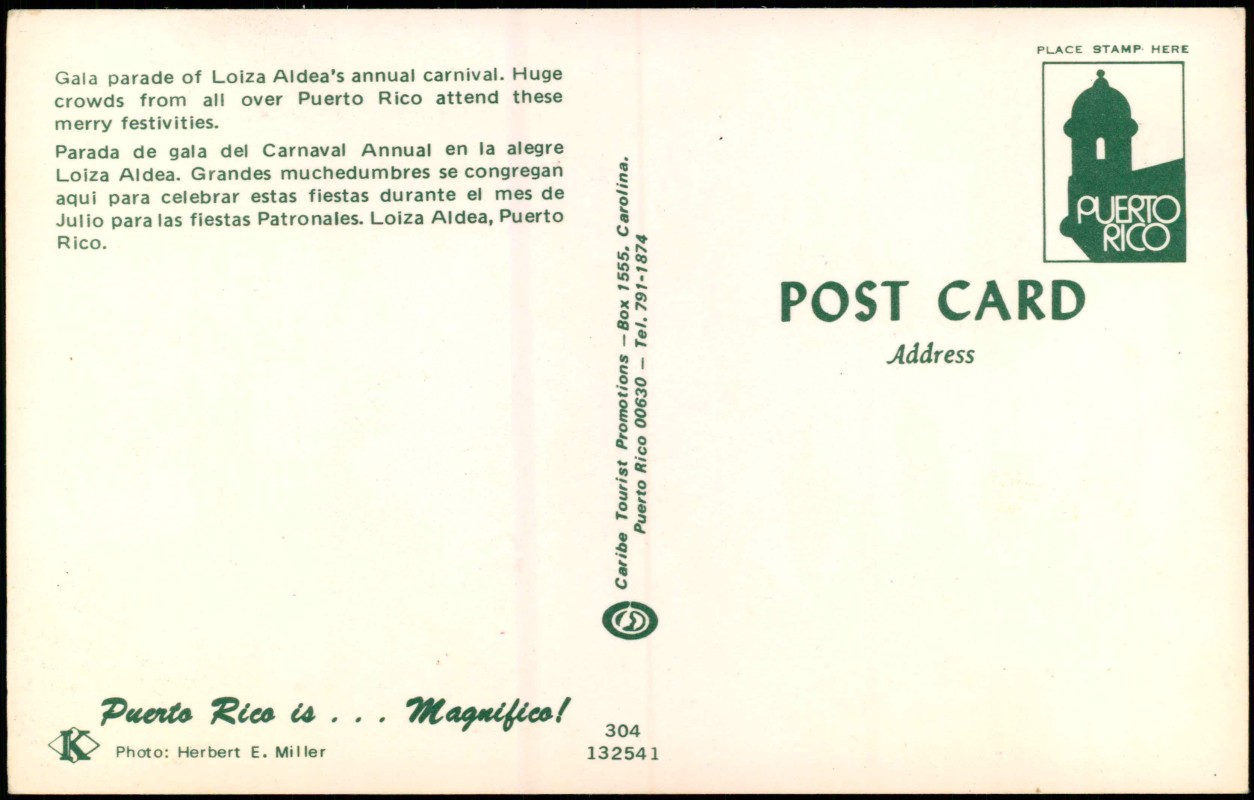 Gala parade of Loiza Aldea's annual carnival. Huge
crowds from all over Puerto Rico attend these
merry festivities.
Parada de gala del Carnaval Annual en la alegre
Loiza Aldea. Grandes muchedumbres se congregan
aqui para celebrar estas fiestas durante el mes de
Julio para las fiestas Patronales. Loiza Aldea, Puerto
Rico.
Puerto Rico is . . . Magnifico!
K
Photo: Herbert E. Miller
Caribe Tourist Promotions – Box 1555, Carolina.
Puerto Rico 00630 – Tel. 791-1874
304
132541
PLACE STAMP HERE
PUERTO
RICO
POST CARD
Address